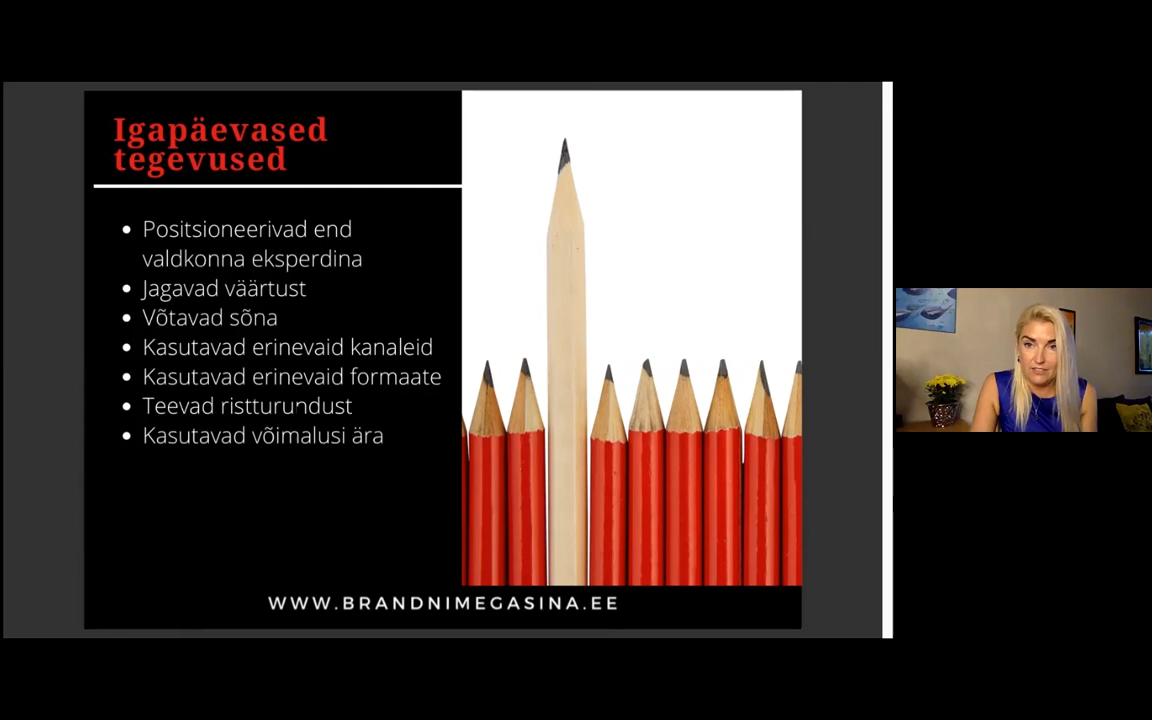 Igapäevased
tegevused
Positsioneerivad end
valdkonna eksperdina
Jagavad väärtust
Võtavad sõna
Kasutavad erinevaid kanaleid
Kasutavad erinevaid formaate
Teevad ristturundust
Kasutavad võimalusi ära
WWW.BRANDNIMEGASINA.EE